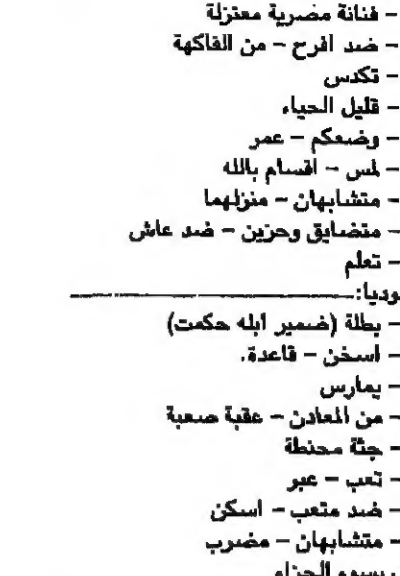 – فنانة مصرية معتزلة
– ضد افرح – من الفاكهة
– تكدس
– قليل الحياء
– وضعكم – عمر
– لمس – اقسام بالله
– متشابهان – منزلهما
– متضايق وحزين – ضد عاش
– تعلم
وديا:
– بطلة (ضمير ابله حكمت)
– اسخن – قاعدة.
– يمارس
– من المعادن – عقبة صعبة
– جثة محنطة
– تعب – عبر
– ضد متعب – اسكن
– متشابهان – مضرب